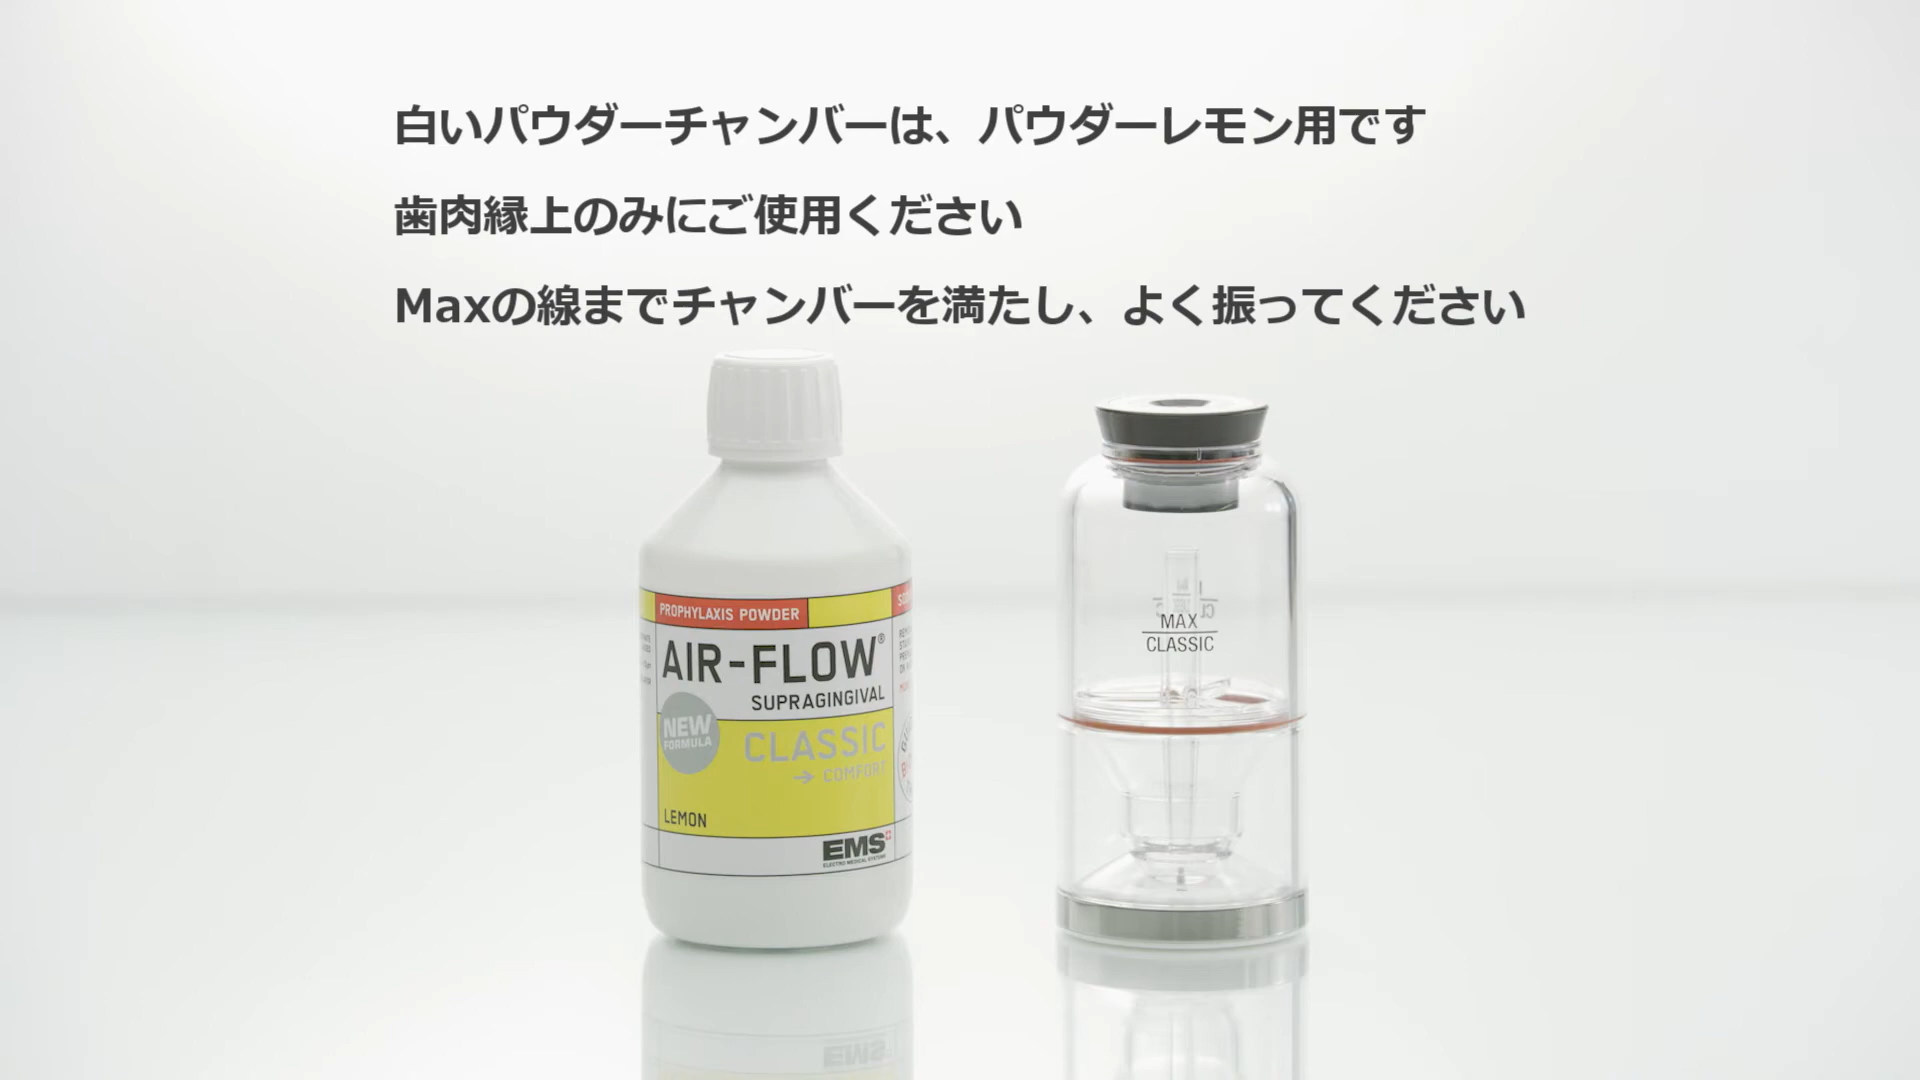 白いパウダーチャンバーは、パウダーレモン用です
歯肉縁上のみにご使用ください
Maxの線までチャンバーを満たし、よく振ってください
PROPHYLAXIS POWDER
AIR-FLOW®
SUPRAGINGIVAL
NEW
FORMULA
CLASSIC
→ COMFORT
LEMON
EMS
ELECTRO MEDICAL SYSTEMS
MAX
CLASSIC